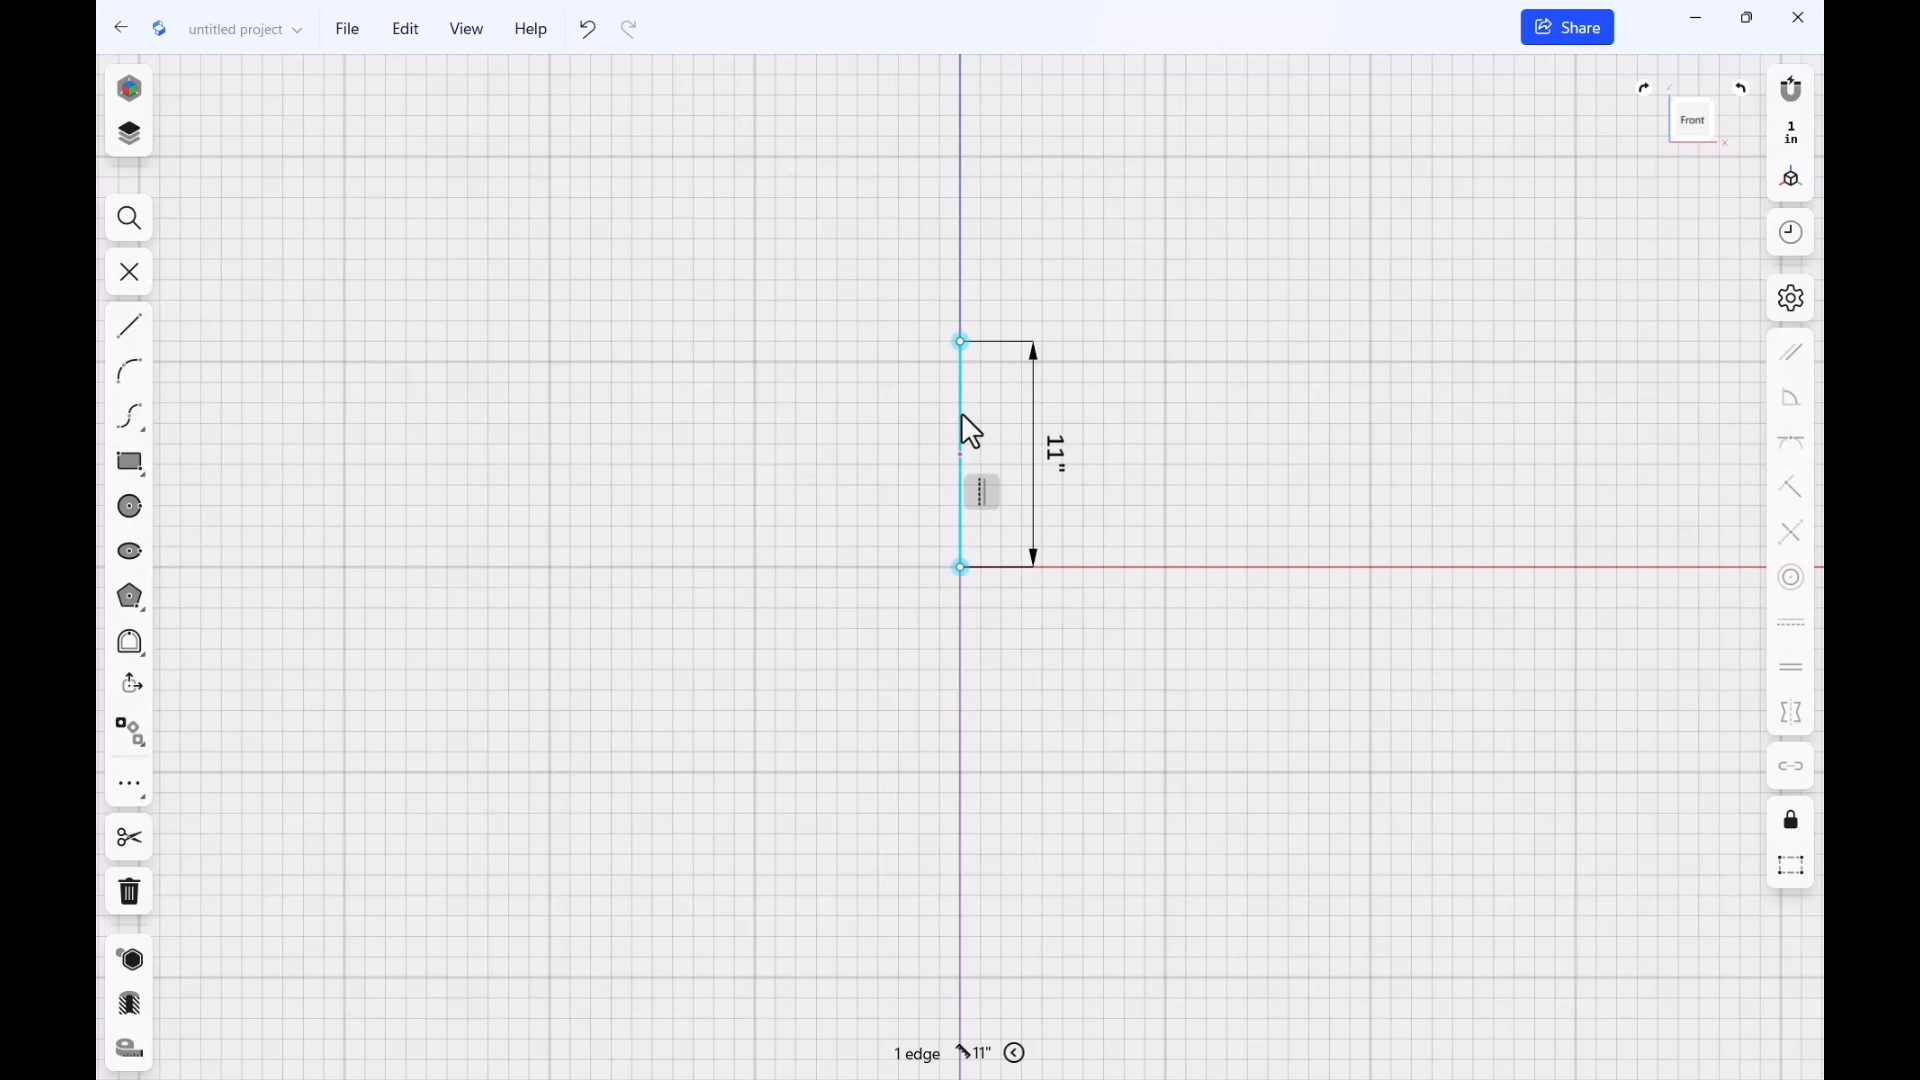 untitled project
File
Edit
View
Help
Share
Front
X
1
in
11"
1 edge
11"